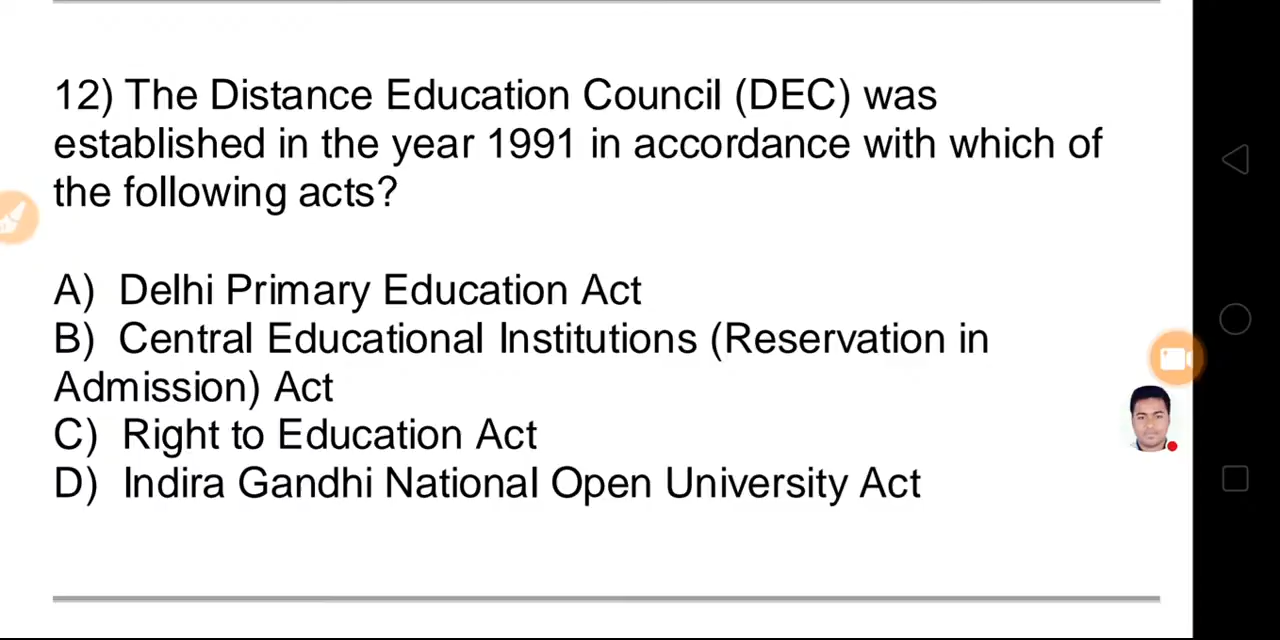 12) The Distance Education Council (DEC) was
established in the year 1991 in accordance with which of
the following acts?
A) Delhi Primary Education Act
B) Central Educational Institutions (Reservation in
Admission) Act
C) Right to Education Act
D) Indira Gandhi National Open University Act